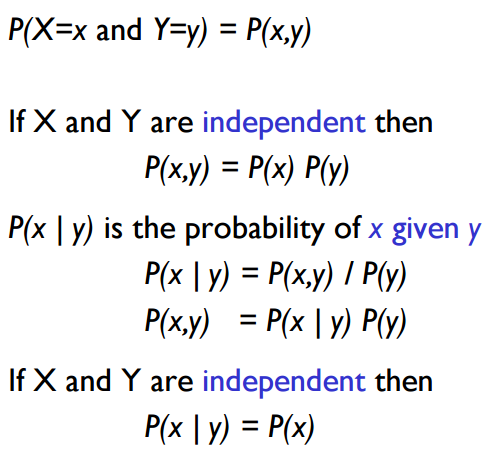 P(X=x and Y=y) = P(x,y)
If X and Y are independent then
P(x,y) = P(x) P(y)
P(x | y) is the probability of x given y
P(x | y) = P(x,y) / P(y)
P(x,y) = P(x | y) P(y)
If X and Y are independent then
P(x | y) = P(x)